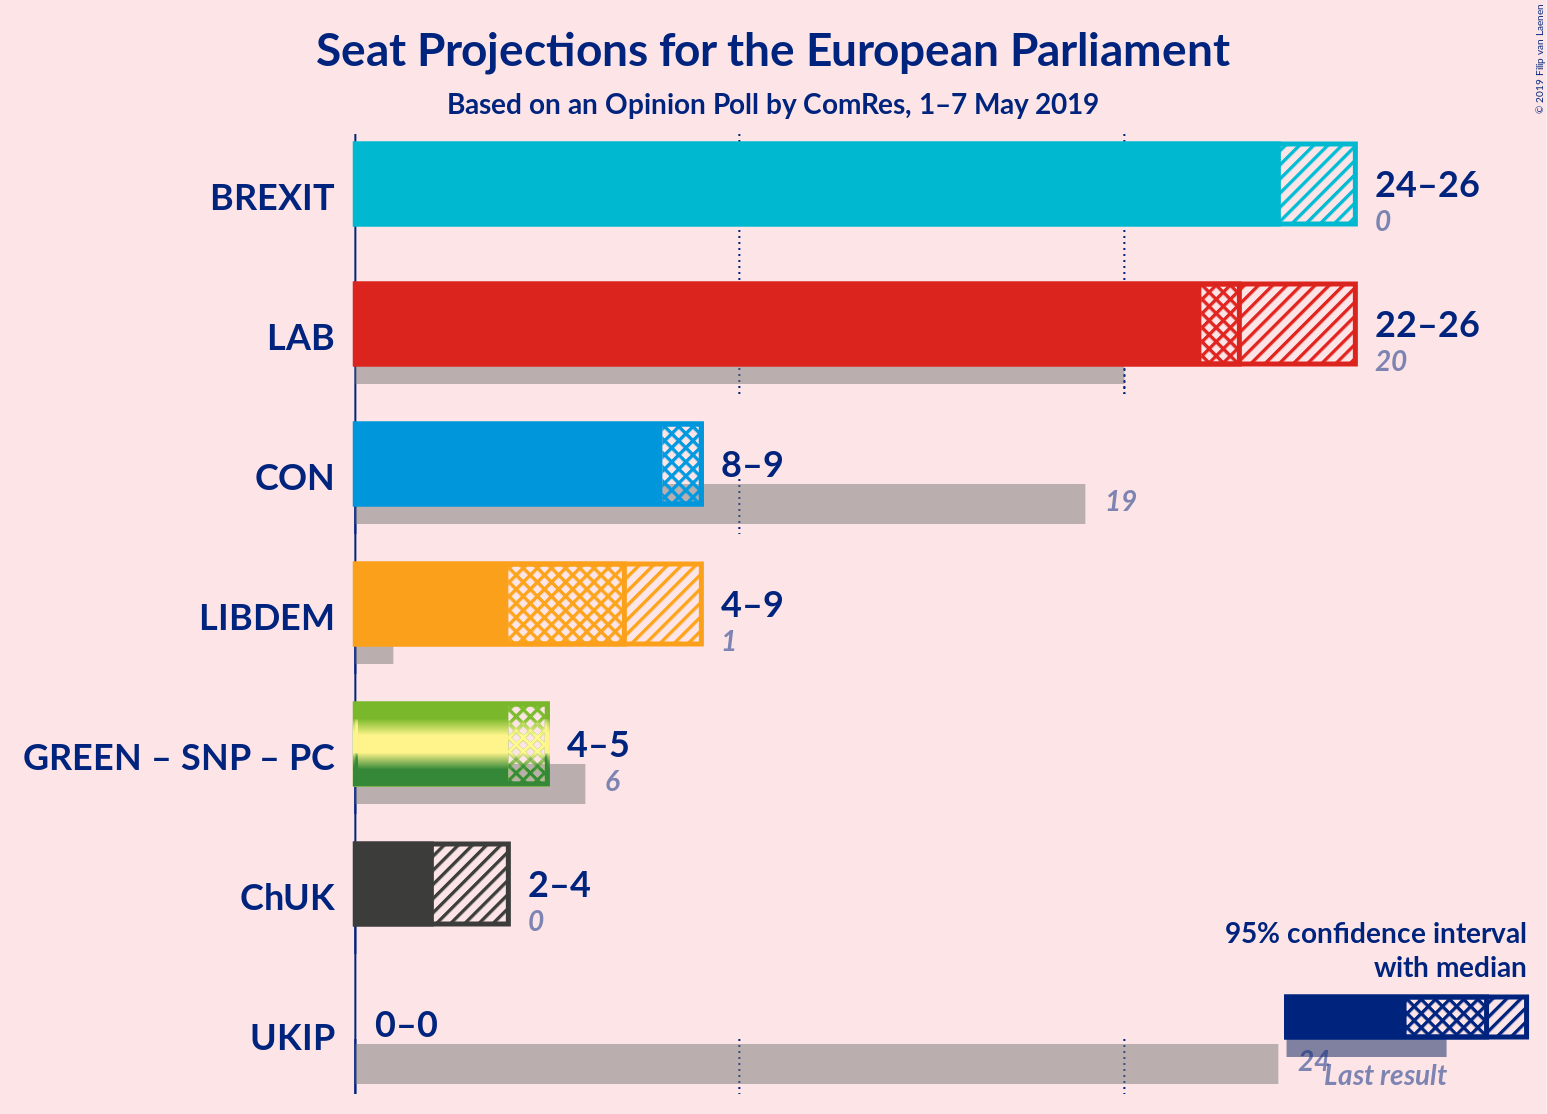 Seat Projections for the European Parliament
Based on an Opinion Poll by ComRes, 1–7 May 2019
© 2019 Filip van Laenen
BREXIT
24–26
0
LAB
22–26
20
CON
8–9
19
LIBDEM
4–9
1
GREEN – SNP – PC
4–5
6
ChUK
2–4
0
UKIP
0–0
24
95% confidence interval
with median
Last result